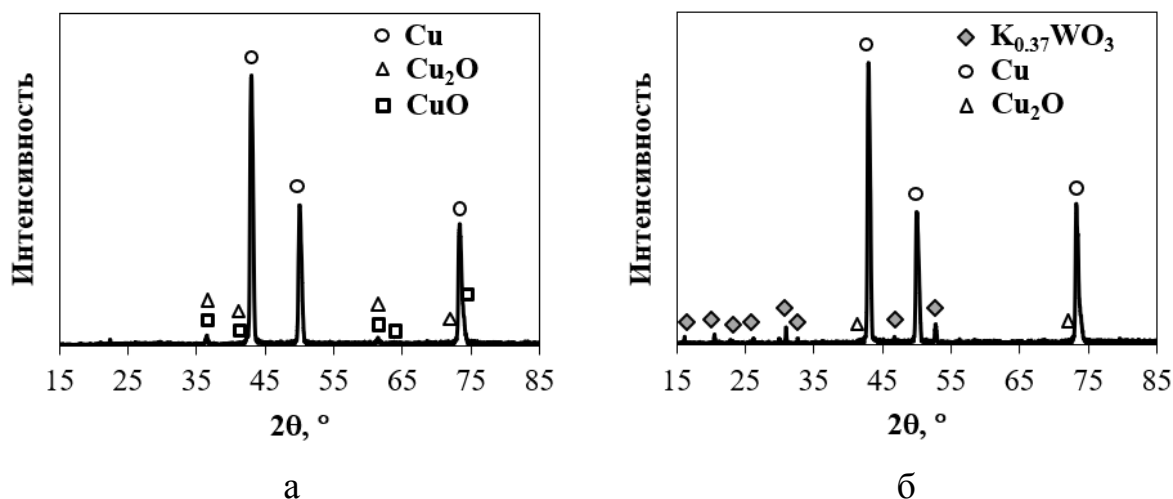 Интенсивность
Cu
Cu₂O
CuO
15 25 35 45 55 65 75 85
2θ, °
а
Интенсивность
K₀.₃₇WO₃
Cu
Cu₂O
15 25 35 45 55 65 75 85
2θ, °
б